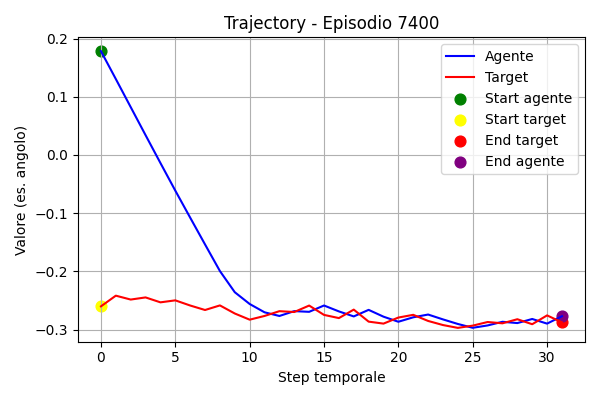 Trajectory - Episodio 7400
Valore (es. angolo)
0.2
0.1
0.0
−0.1
−0.2
−0.3
Agente
Target
Start agente
Start target
End target
End agente
0 5 10 15 20 25 30
Step temporale